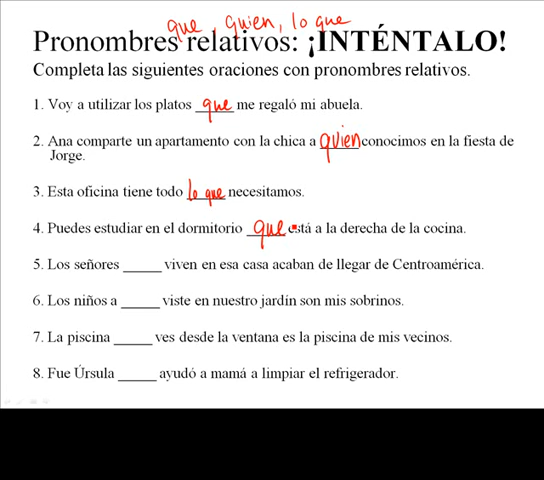 que, quien, lo que
Pronombres relativos: ¡INTÉNTALO!
Completa las siguientes oraciones con pronombres relativos.
1. Voy a utilizar los platos que me regaló mi abuela.
2. Ana comparte un apartamento con la chica a quien conocimos en la fiesta de
Jorge.
3. Esta oficina tiene todo lo que necesitamos.
4. Puedes estudiar en el dormitorio que está a la derecha de la cocina.
5. Los señores ______ viven en esa casa acaban de llegar de Centroamérica.
6. Los niños a ______ viste en nuestro jardín son mis sobrinos.
7. La piscina ______ ves desde la ventana es la piscina de mis vecinos.
8. Fue Úrsula ______ ayudó a mamá a limpiar el refrigerador.